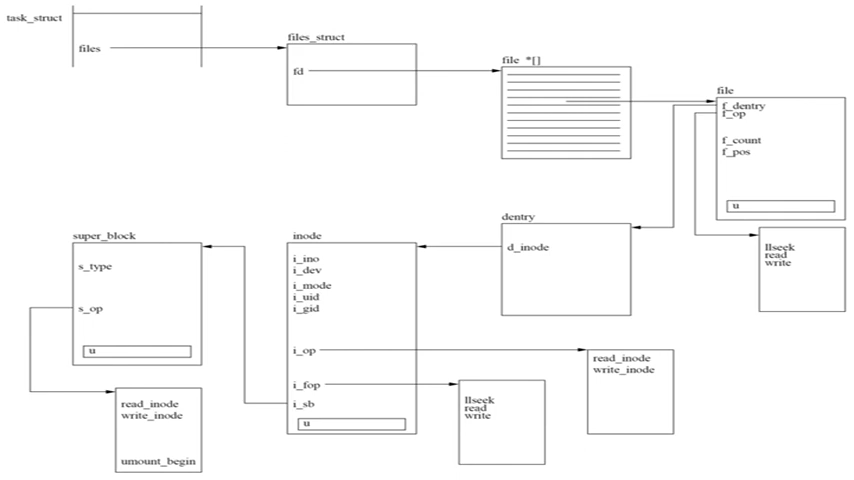 task_struct
files
files_struct
fd
file *[]
file
f_dentry
f_op
f_count
f_pos
u
llseek
read
write
dentry
d_inode
inode
i_ino
i_dev
i_mode
i_uid
i_gid
i_op
i_fop
i_sb
u
super_block
s_type
s_op
u
read_inode
write_inode
umount_begin
llseek
read
write
read_inode
write_inode